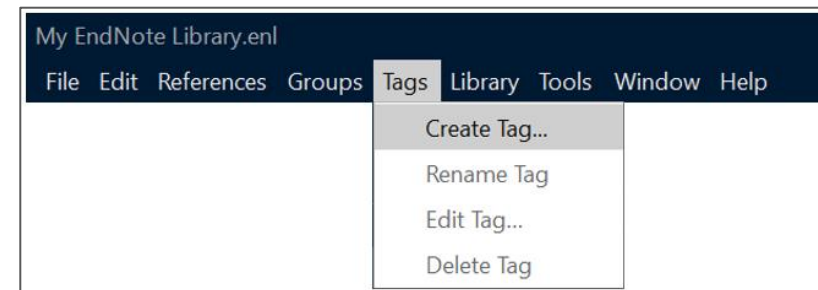 My EndNote Library.enl
File Edit References Groups Tags Library Tools Window Help
Create Tag...
Rename Tag
Edit Tag...
Delete Tag